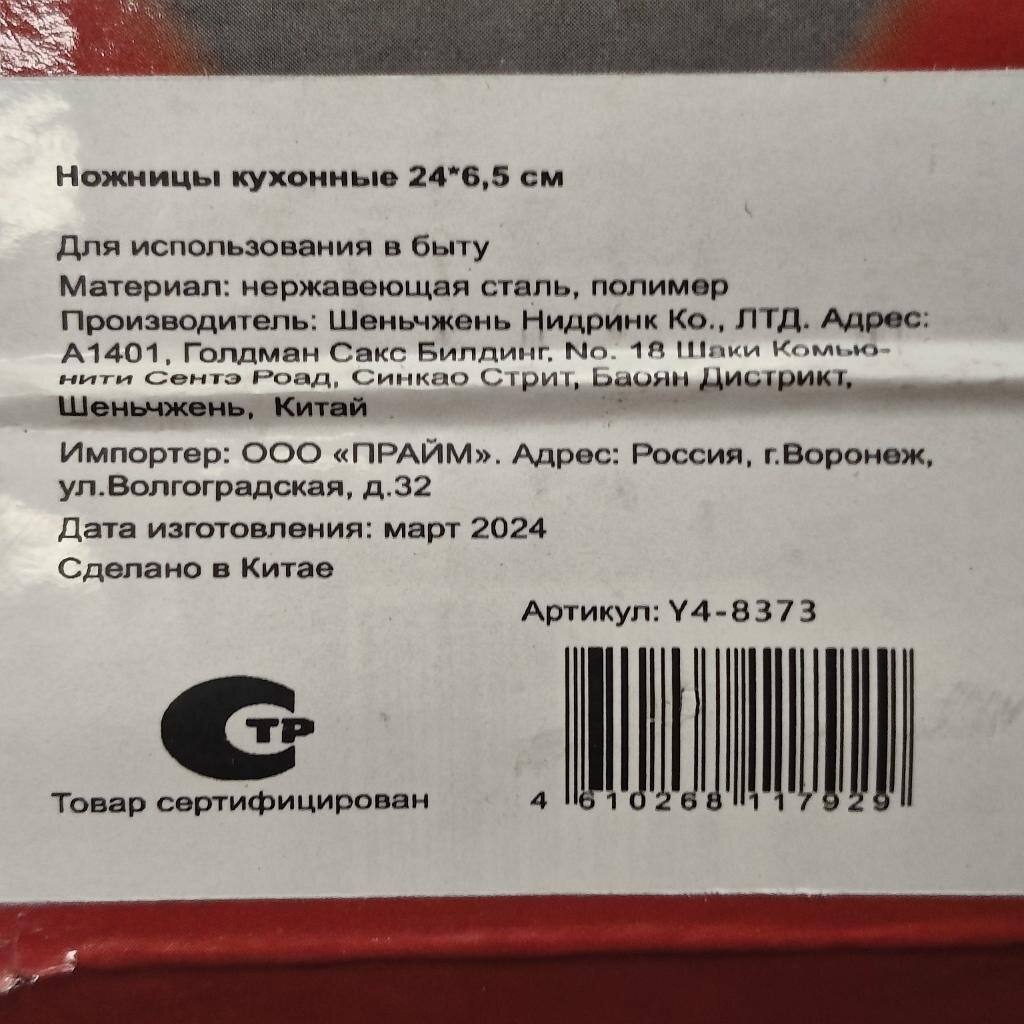 Ножницы кухонные 24*6,5 см
Для использования в быту
Материал: нержавеющая сталь, полимер
Производитель: Шеньчжень Нидринк Ко., ЛТД. Адрес:
А1401, Голдман Сакс Билдинг, No. 18 Шаки Комью-
нити Сентэ Роад, Синкао Стрит, Баоян Дистрикт,
Шеньчжень, Китай
Импортер: ООО «ПРАЙМ». Адрес: Россия, г.Воронеж,
ул.Волгоградская, д.32
Дата изготовления: март 2024
Сделано в Китае
Артикул: Y4-8373
СТР
Товар сертифицирован
4 610268 117929